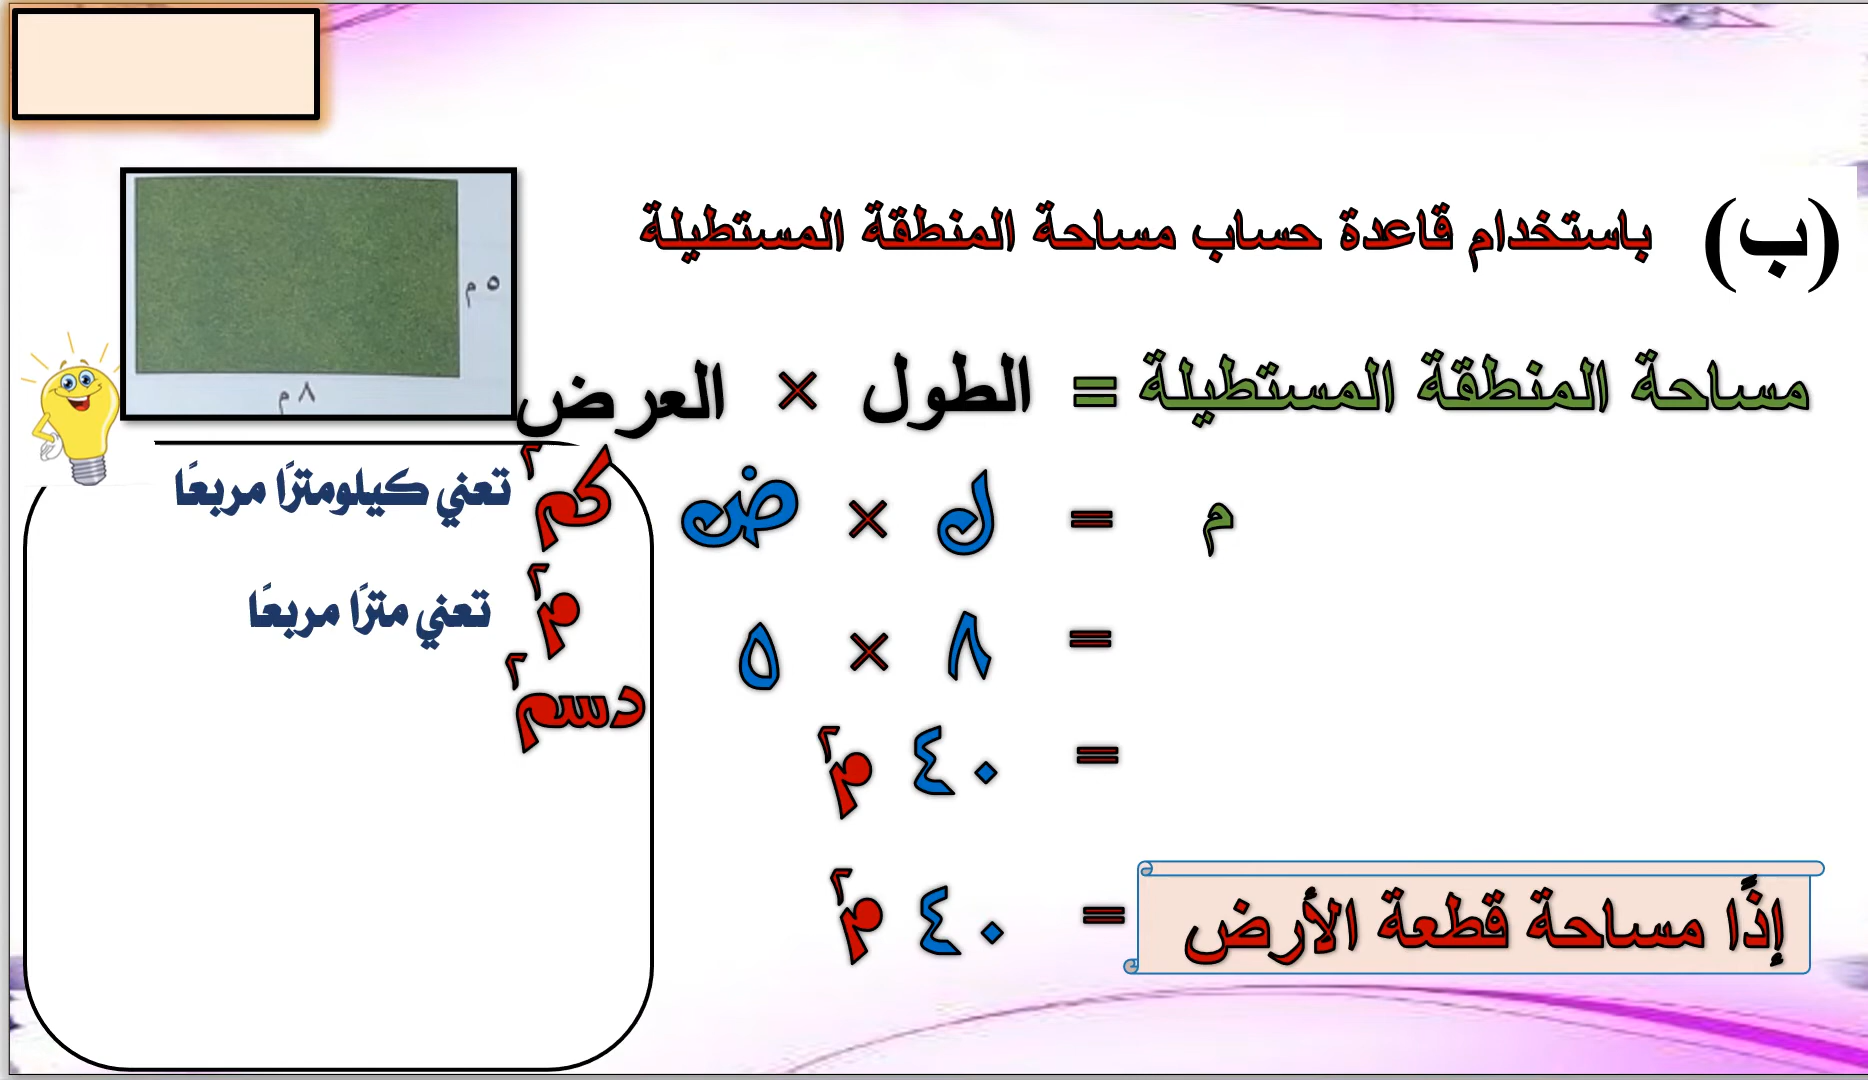 (ب) باستخدام قاعدة حساب مساحة المنطقة المستطيلة
٥ م
٨ م
مساحة المنطقة المستطيلة = الطول × العرض
م = ل × ض
= ٨ × ٥
= ٤٠ م٢
إذًا مساحة قطعة الأرض = ٤٠ م٢
كم٢ تعني كيلومترًا مربعًا
م٢ تعني مترًا مربعًا
دسم٢